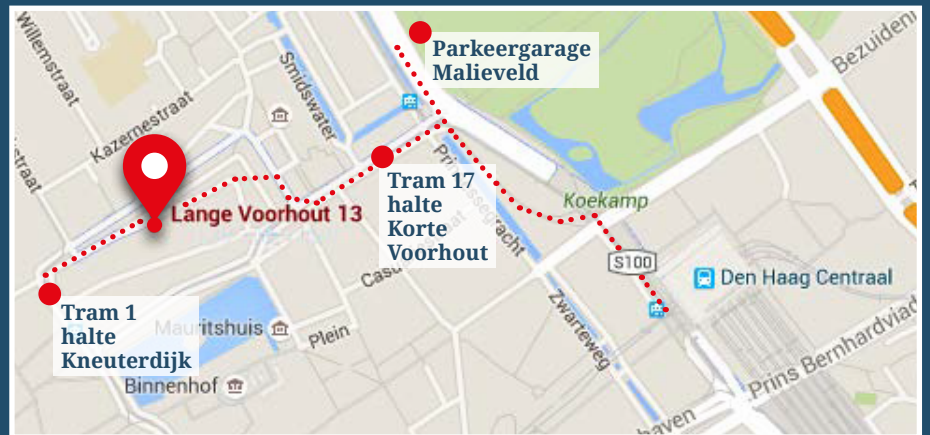 Willemstraat
Kazernestraat
Smidswater
Parkeergarage
Malieveld
Bezuiden
Lange Voorhout 13
Tram 17
halte
Korte
Voorhout
Koekamp
S100
Den Haag Centraal
Tram 1
halte
Kneuterdijk
Mauritshuis
Plein
Binnenhof
Zwarteweg
Prins Bernhardviad
haven